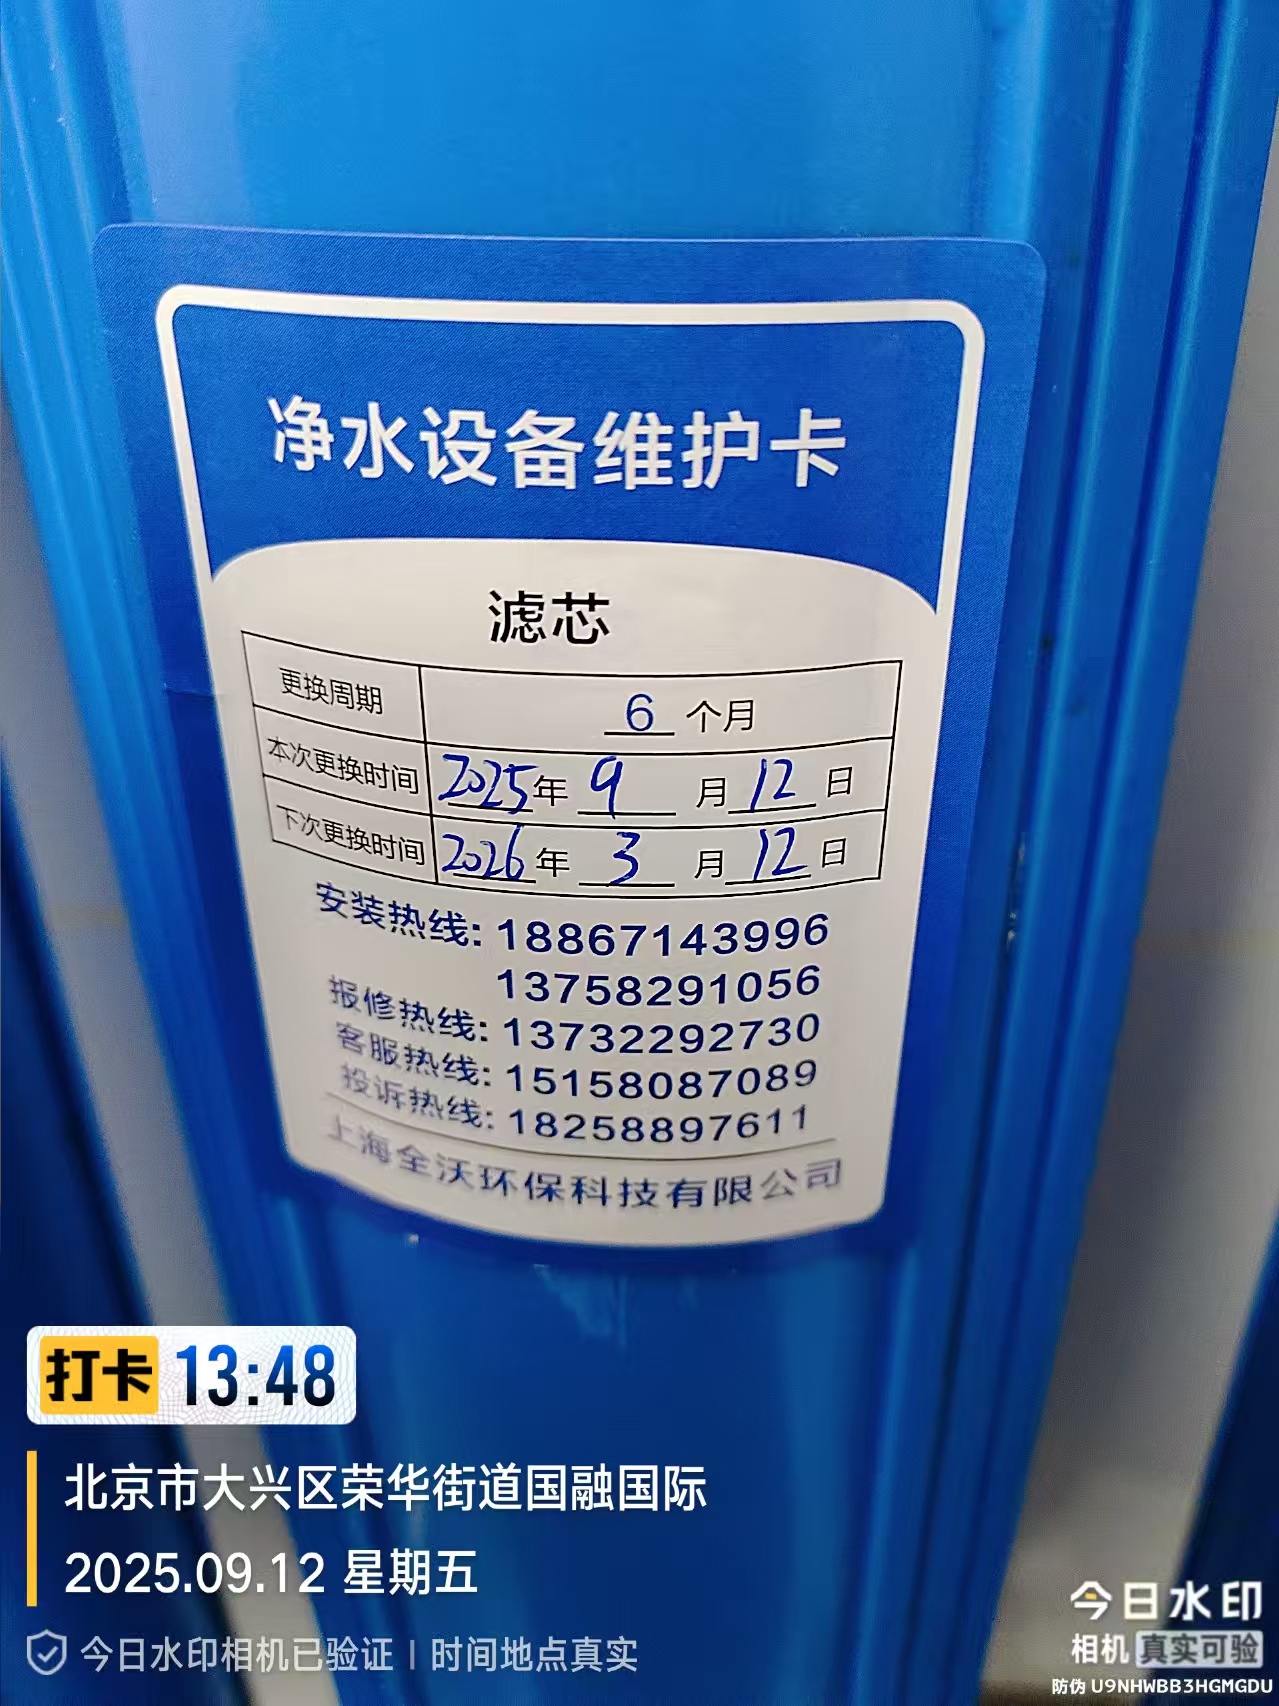 净水设备维护卡
滤芯
更换周期 6 个月
本次更换时间 2025年 9 月 12 日
下次更换时间 2026年 3 月 12 日
安装热线: 18867143996
13758291056
报修热线: 13732292730
客服热线: 15158087089
投诉热线: 18258897611
上海全沃环保科技有限公司
打卡 13:48
北京市大兴区荣华街道国融国际
2025.09.12 星期五
今日水印相机已验证 | 时间地点真实
今日水印
相机 真实可验
防伪 U9NHWBB3HGMGDU